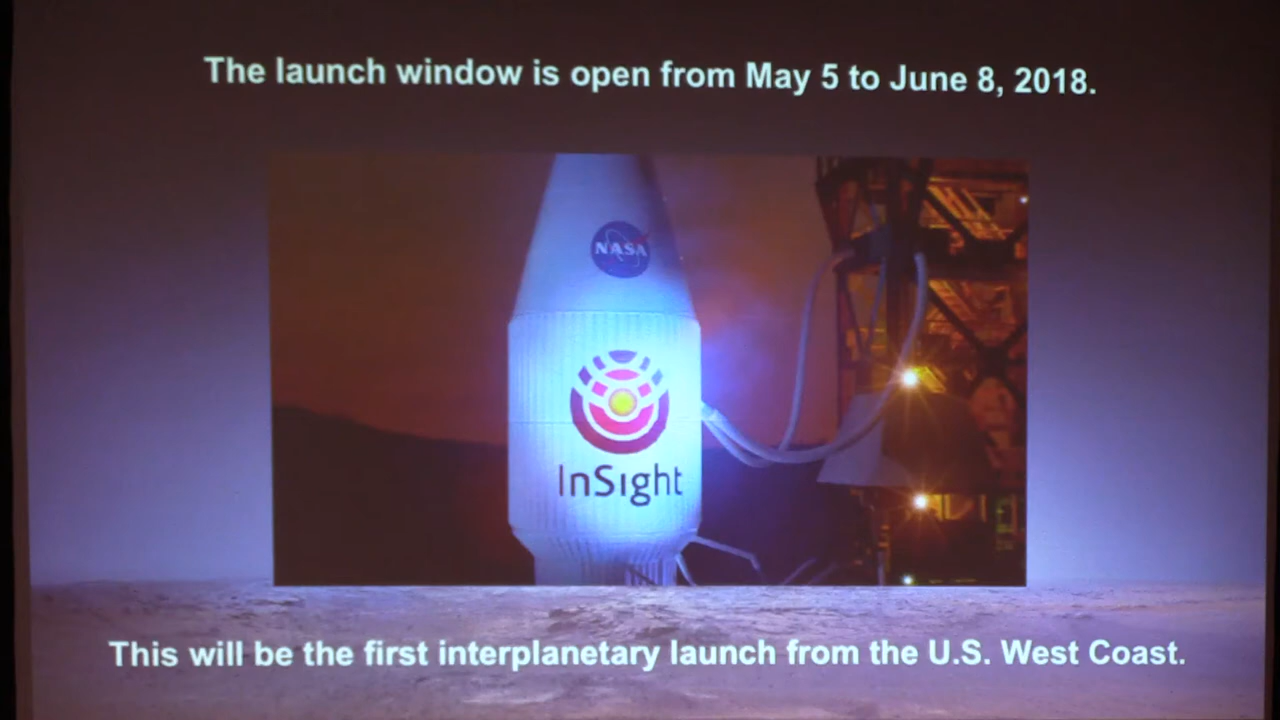 The launch window is open from May 5 to June 8, 2018.
NASA
InSight
This will be the first interplanetary launch from the U.S. West Coast.